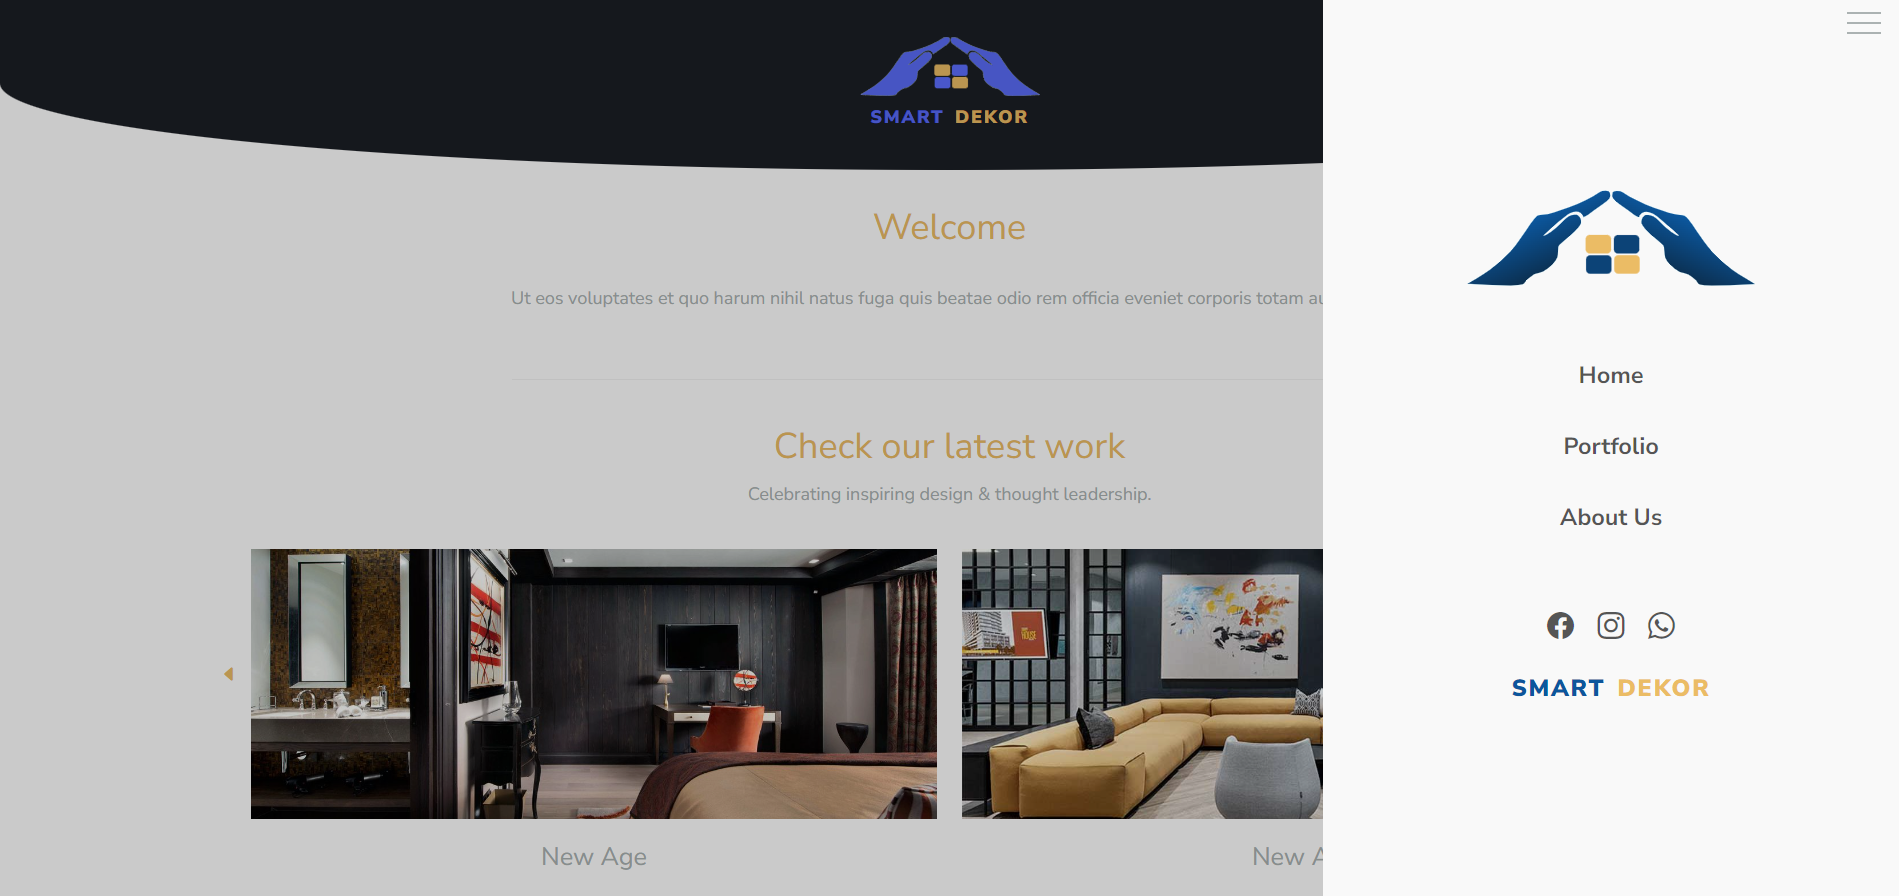 SMART DEKOR
Welcome
Ut eos voluptates et quo harum nihil natus fuga quis beatae odio rem officia eveniet corporis totam
Check our latest work
Celebrating inspiring design & thought leadership.
New Age
New
Home
Portfolio
About Us
SMART DEKOR